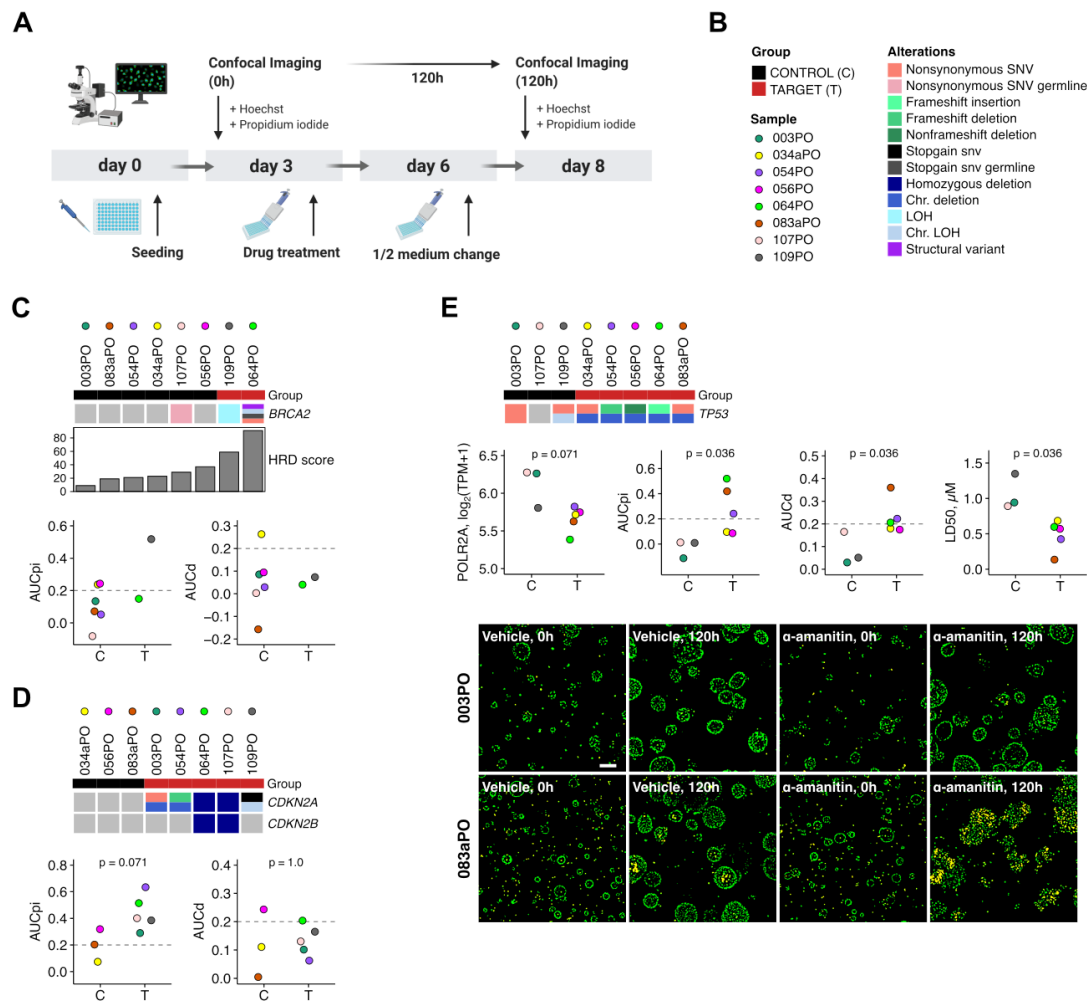 A
Confocal Imaging
(0h)
120h
Confocal Imaging
(120h)
+ Hoechst
+ Propidium iodide
+ Hoechst
+ Propidium iodide
day 0
day 3
day 6
day 8
Seeding
Drug treatment
1/2 medium change
B
Group
CONTROL (C)
TARGET (T)
Sample
003PO
034aPO
054PO
056PO
064PO
083aPO
107PO
109PO
Alterations
Nonsynonymous SNV
Nonsynonymous SNV germline
Frameshift insertion
Frameshift deletion
Nonframeshift deletion
Stopgain snv
Stopgain snv germline
Homozygous deletion
Chr. deletion
LOH
Chr. LOH
Structural variant
C
003PO
083aPO
054PO
034aPO
107PO
056PO
109PO
064PO
Group
BRCA2
80
60
40
20
0
HRD score
AUCpi
0.6
0.4
0.2
0.0
C
T
AUCd
0.3
0.2
0.1
0.0
−0.1
−0.2
C
T
D
034aPO
056PO
083aPO
003PO
054PO
064PO
107PO
109PO
Group
CDKN2A
CDKN2B
p = 0.071
AUCpi
0.8
0.6
0.4
0.2
0.0
C
T
p = 1.0
AUCd
0.4
0.3
0.2
0.1
0.0
C
T
E
003PO
107PO
109PO
034aPO
054PO
056PO
064PO
083aPO
Group
TP53
p = 0.071
POLR2A, log2(TPM+1)
6.5
6.0
5.5
5.0
C
T
p = 0.036
AUCpi
0.6
0.4
0.2
0.0
C
T
p = 0.036
AUCd
0.5
0.4
0.3
0.2
0.1
0.0
C
T
p = 0.036
LD50, µM
1.5
1.0
0.5
0.0
C
T
003PO
Vehicle, 0h
Vehicle, 120h
α-amanitin, 0h
α-amanitin, 120h
083aPO
Vehicle, 0h
Vehicle, 120h
α-amanitin, 0h
α-amanitin, 120h